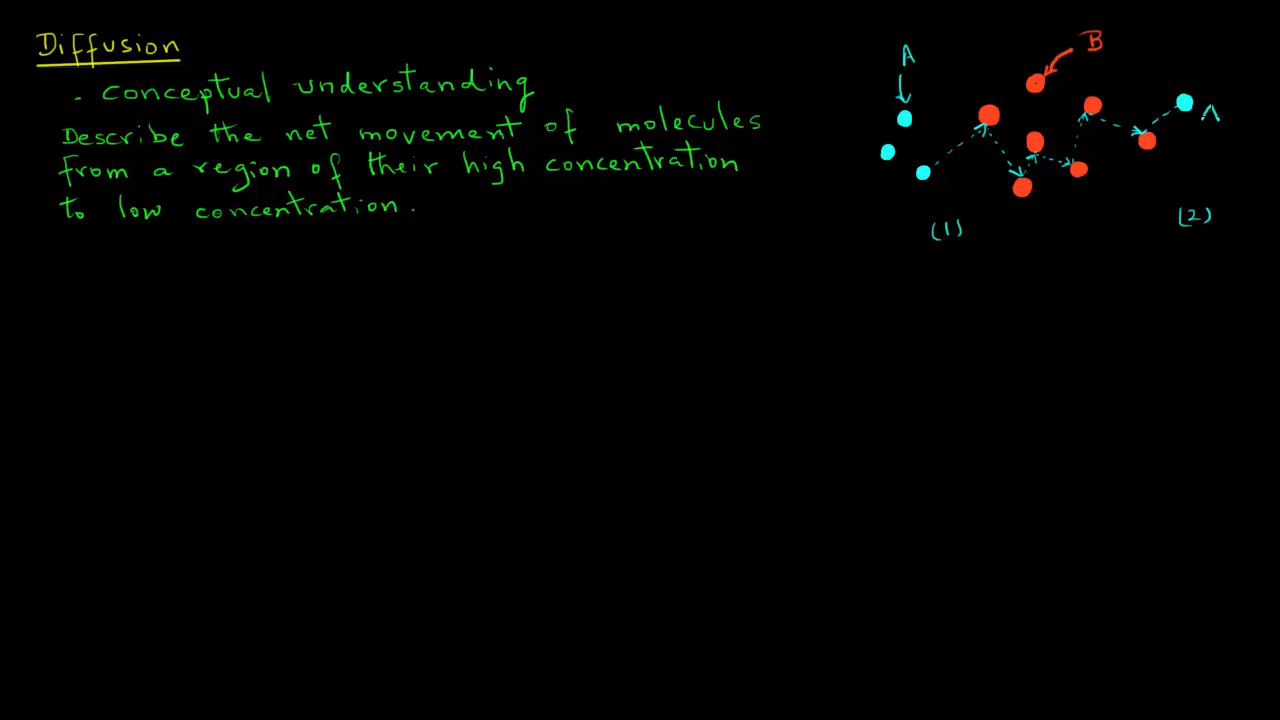 Diffusion
. Conceptual understanding
Describe the net movement of molecules
from a region of their high concentration
to low concentration.
A
B
(1)
(2)